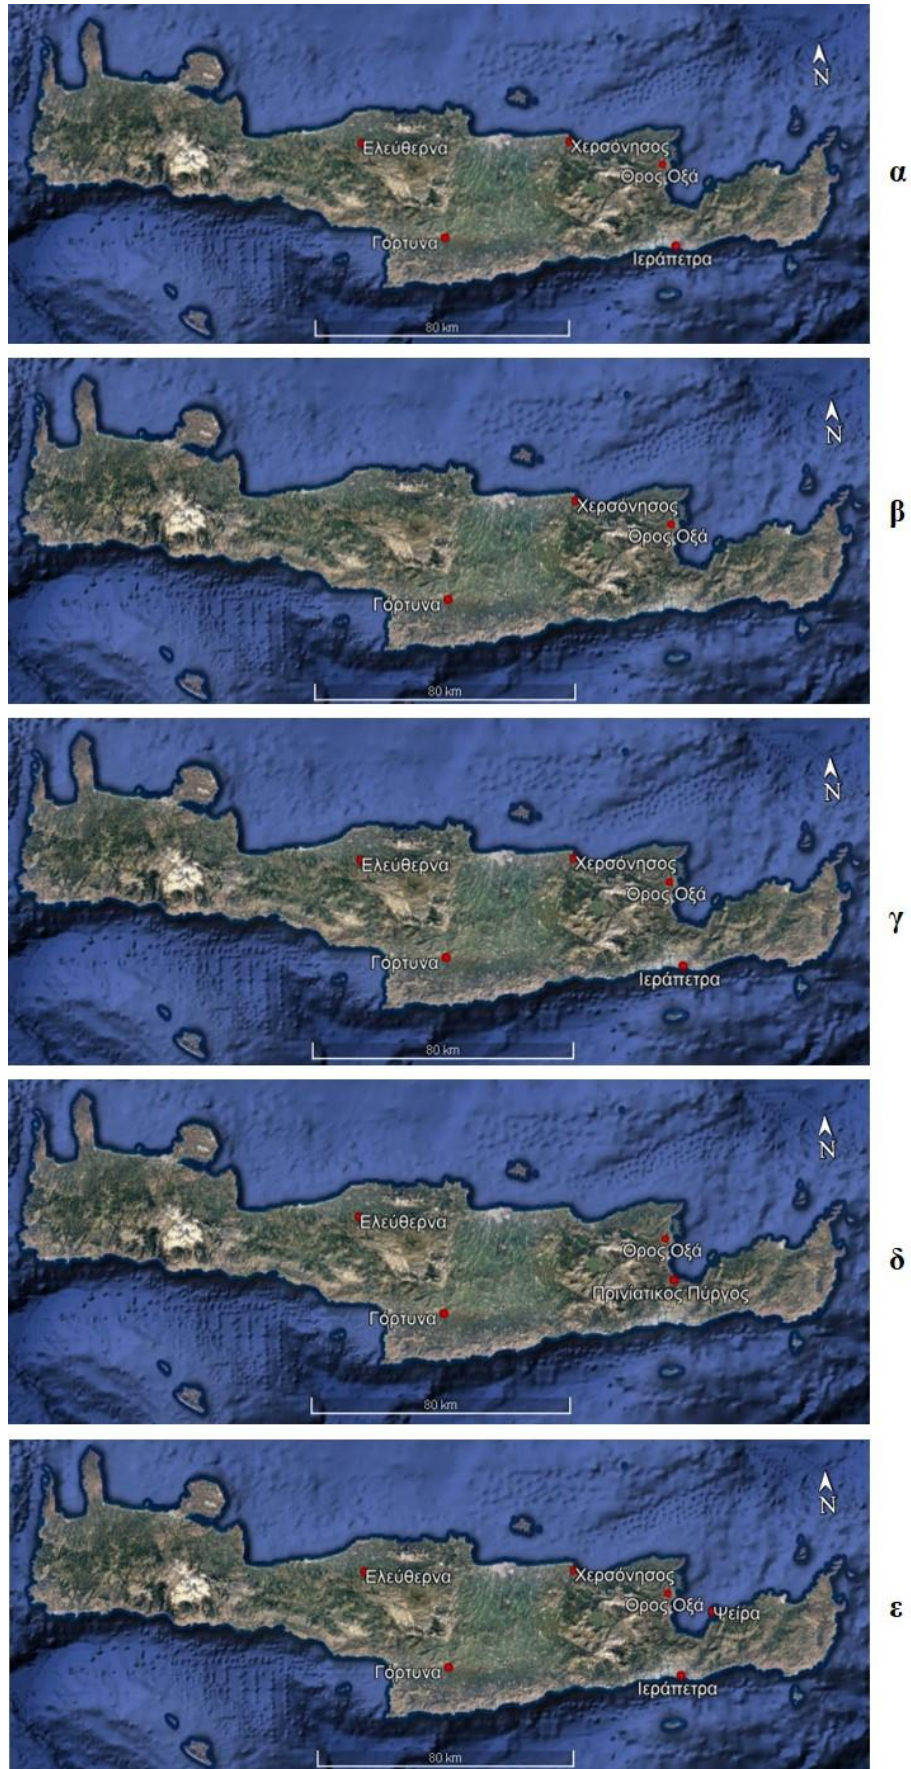 N
Ελεύθερνα
Χερσόνησος
Όρος Οξά
α
Γόρτυνα
Ιεράπετρα
80 km
N
Χερσόνησος
β
Όρος Οξά
Γόρτυνα
80 km
N
Ελεύθερνα
Χερσόνησος
Όρος Οξά
γ
Γόρτυνα
Ιεράπετρα
80 km
N
Ελεύθερνα
Όρος Οξά
δ
Πρινιατικος Πύργος
Γόρτυνα
80 km
N
Ελεύθερνα
Χερσόνησος
Όρος Οξά
Ψείρα
ε
Γόρτυνα
Ιεράπετρα
80 km